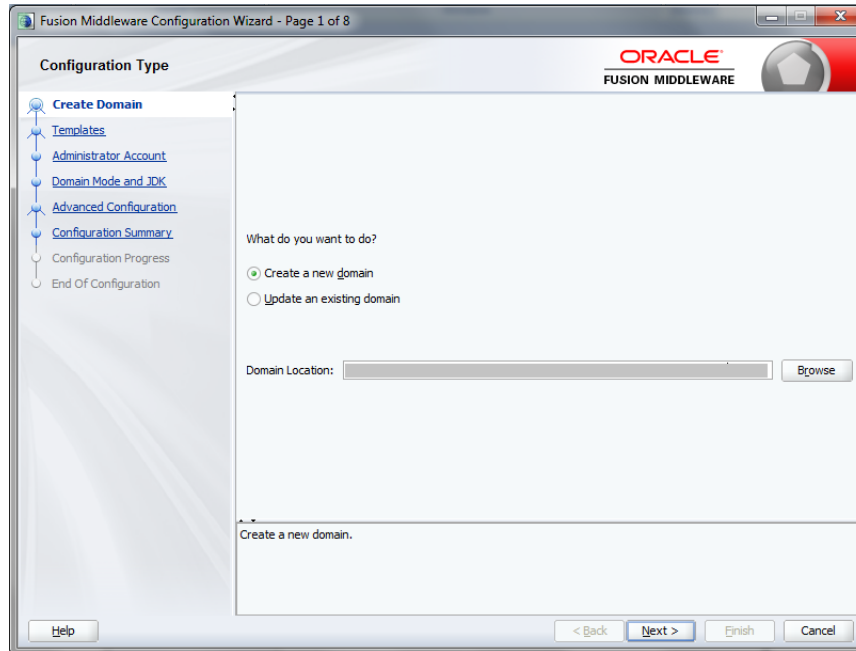 Fusion Middleware Configuration Wizard - Page 1 of 8
Configuration Type
ORACLE
FUSION MIDDLEWARE
Create Domain
Templates
Administrator Account
Domain Mode and JDK
Advanced Configuration
Configuration Summary
Configuration Progress
End Of Configuration
What do you want to do?
Create a new domain
Update an existing domain
Domain Location:
Browse
Create a new domain.
Help
< Back
Next >
Finish
Cancel